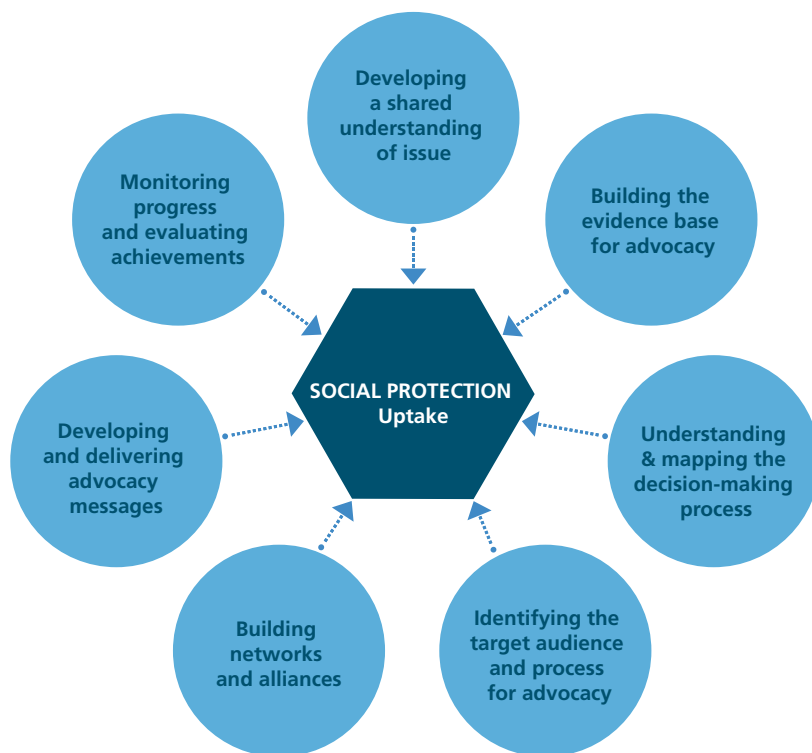 Developing
a shared
understanding
of issue
Building the
evidence base
for advocacy
Understanding
& mapping the
decision-making
process
Identifying the
target audience
and process
for advocacy
Building
networks
and alliances
Developing
and delivering
advocacy
messages
Monitoring
progress
and evaluating
achievements
SOCIAL PROTECTION
Uptake